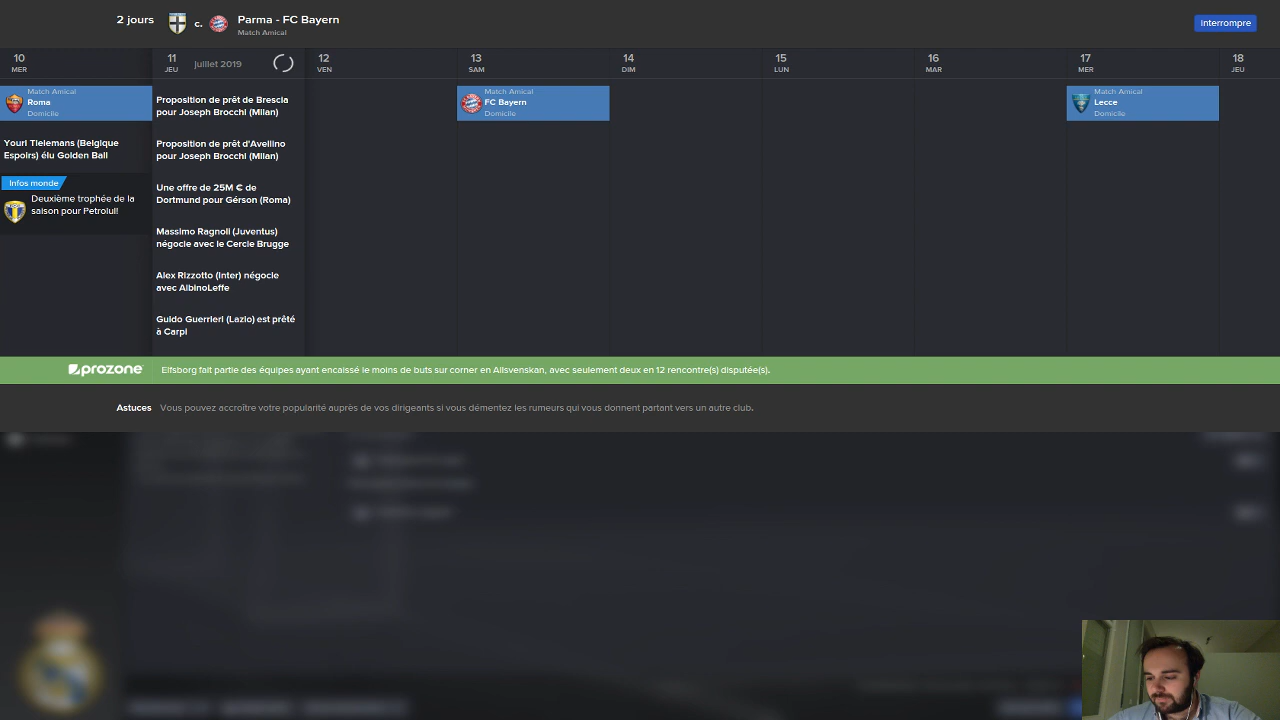 2 jours
c.
Parma - FC Bayern
Match Amical
Interrompre
10
MER
11
JEU
juillet 2019
12
VEN
13
SAM
14
DIM
15
LUN
16
MAR
17
MER
18
JEU
Match Amical
Roma
Domicile
Youri Tielemans (Belgique
Espoirs) élu Golden Ball
Infos monde
Deuxième trophée de la
saison pour Petrolul!
Proposition de prêt de Brescia
pour Joseph Brocchi (Milan)
Proposition de prêt d'Avellino
pour Joseph Brocchi (Milan)
Une offre de 25M € de
Dortmund pour Gérson (Roma)
Massimo Ragnoli (Juventus)
négocie avec le Cercle Brugge
Alex Rizzotto (Inter) négocie
avec AlbinoLeffe
Guido Guerrieri (Lazio) est prêté
à Carpi
Match Amical
FC Bayern
Domicile
Match Amical
Lecce
Domicile
prozone
Elfsborg fait partie des équipes ayant encaissé le moins de buts sur corner en Allsvenskan, avec seulement deux en 12 rencontre(s) disputée(s).
Astuces
Vous pouvez accroître votre popularité auprès de vos dirigeants si vous démentez les rumeurs qui vous donnent partant vers un autre club.